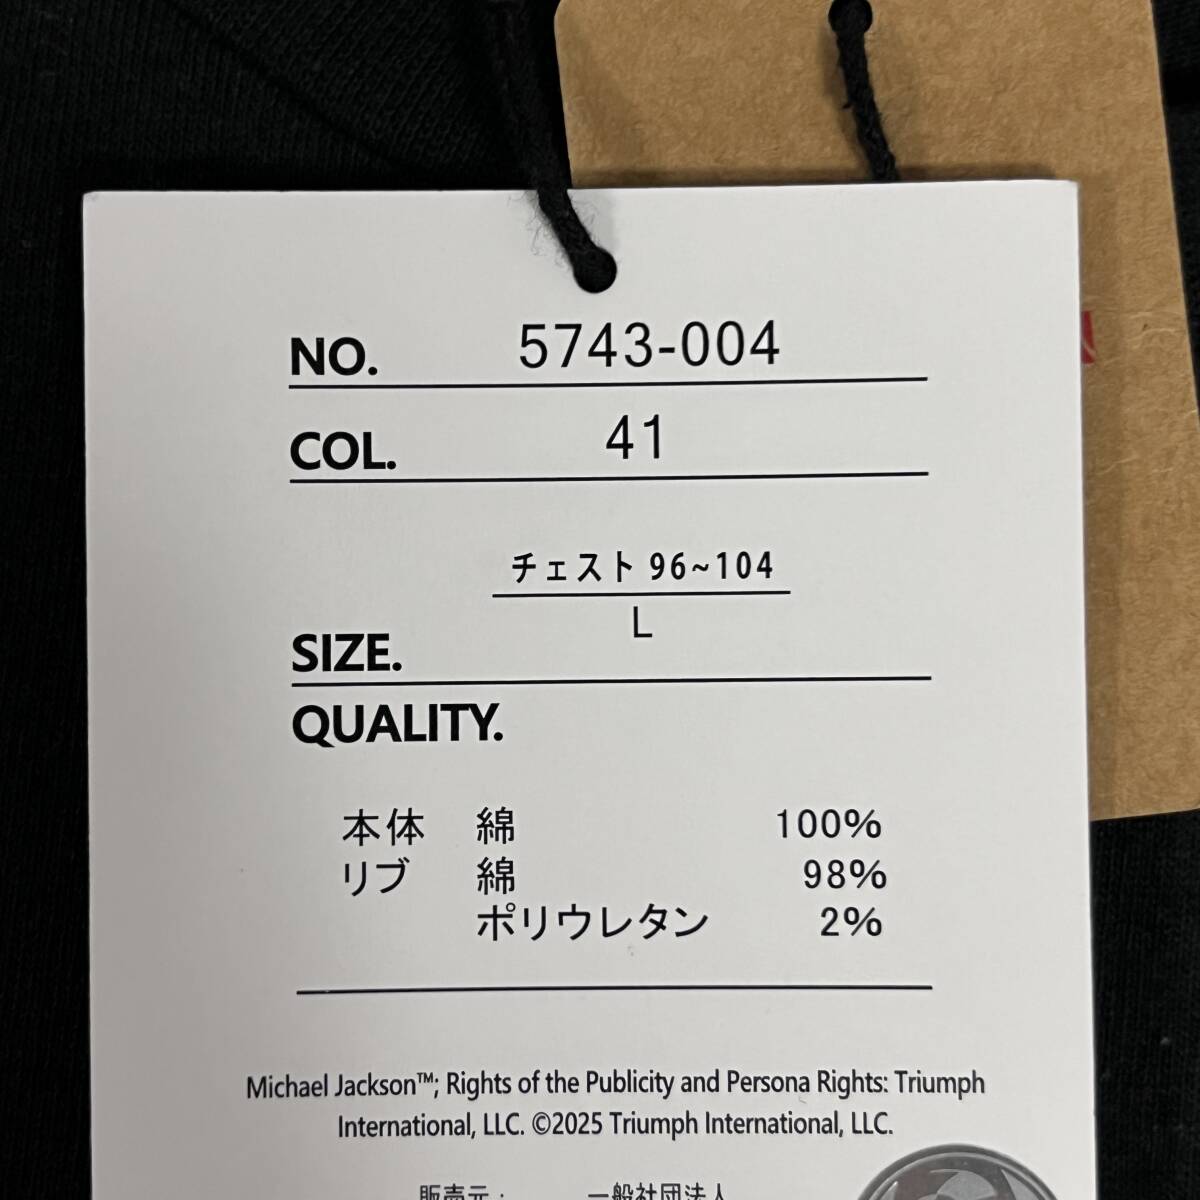 NO. 5743-004
COL. 41
チェスト 96~104
L
SIZE.
QUALITY.
本体 綿 100%
リブ 綿 98%
ポリウレタン 2%
Michael Jackson™; Rights of the Publicity and Persona Rights: Triumph
International, LLC. ©2025 Triumph International, LLC.
販売元: 一般社団法人